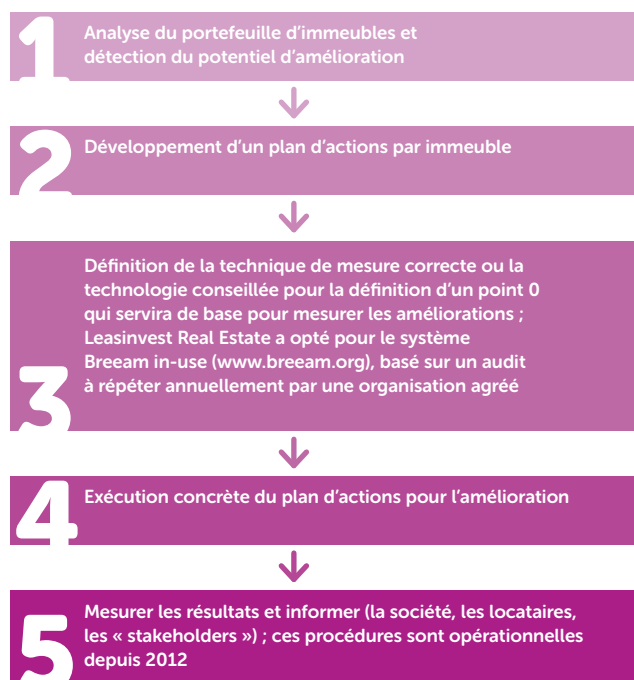 1
Analyse du portefeuille d’immeubles et
détection du potentiel d’amélioration
2
Développement d’un plan d’actions par immeuble
3
Définition de la technique de mesure correcte ou la
technologie conseillée pour la définition d’un point 0
qui servira de base pour mesurer les améliorations ;
Leasinvest Real Estate a opté pour le système
Breeam in-use (www.breeam.org), basé sur un audit
à répéter annuellement par une organisation agréé
4
Exécution concrète du plan d’actions pour l’amélioration
5
Mesurer les résultats et informer (la société, les locataires,
les « stakeholders ») ; ces procédures sont opérationnelles
depuis 2012